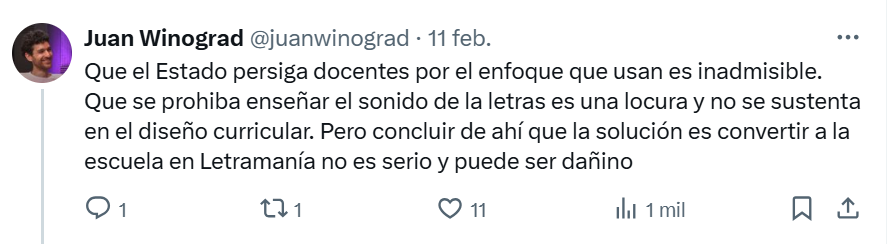 Juan Winograd @juanwinograd · 11 feb.
Que el Estado persiga docentes por el enfoque que usan es inadmisible.
Que se prohiba enseñar el sonido de la letras es una locura y no se sustenta
en el diseño curricular. Pero concluir de ahí que la solución es convertir a la
escuela en Letramanía no es serio y puede ser dañino
1 1 11 1 mil